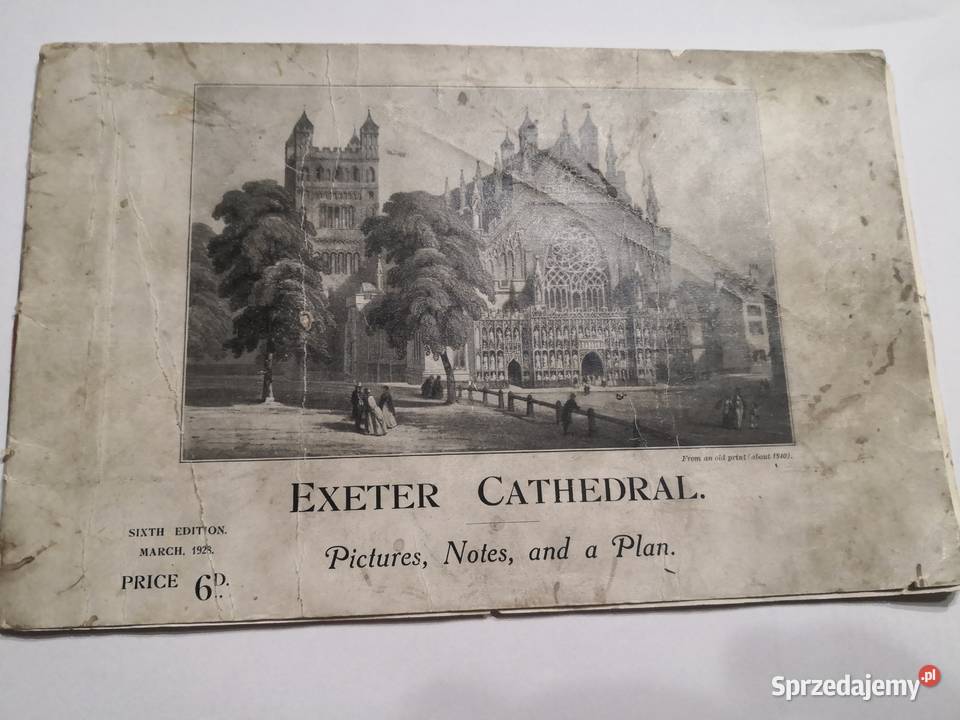 From an old print (about 1840).
EXETER CATHEDRAL.
Pictures, Notes, and a Plan.
SIXTH EDITION.
MARCH, 1928.
PRICE 6D.
Sprzedajemy.pl